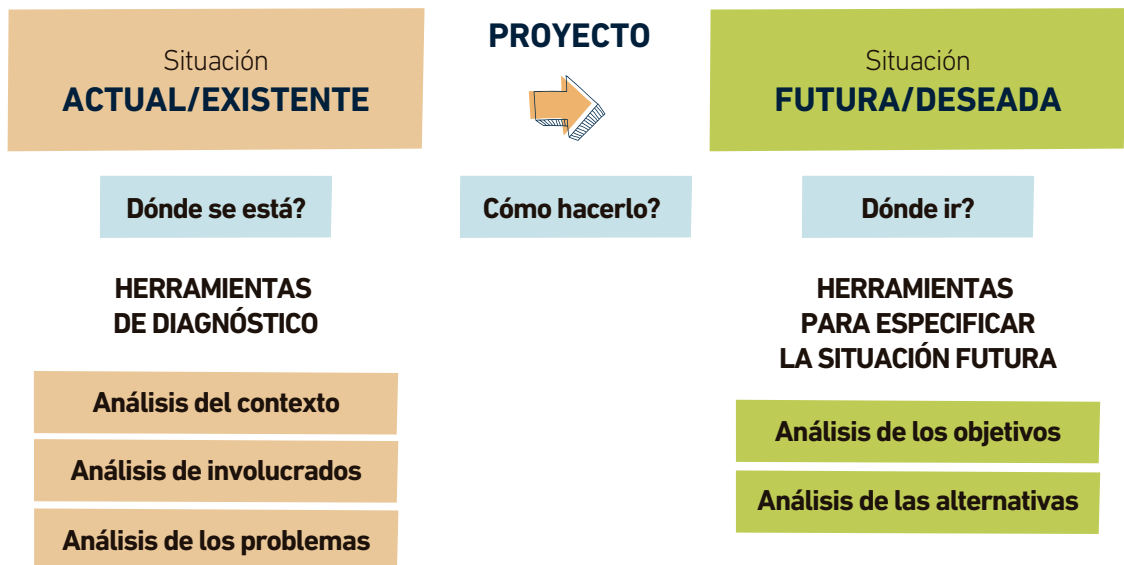 Situación
ACTUAL/EXISTENTE
PROYECTO
Situación
FUTURA/DESEADA
Dónde se está?
Cómo hacerlo?
Dónde ir?
HERRAMIENTAS
DE DIAGNÓSTICO
HERRAMIENTAS
PARA ESPECIFICAR
LA SITUACIÓN FUTURA
Análisis del contexto
Análisis de involucrados
Análisis de los problemas
Análisis de los objetivos
Análisis de las alternativas